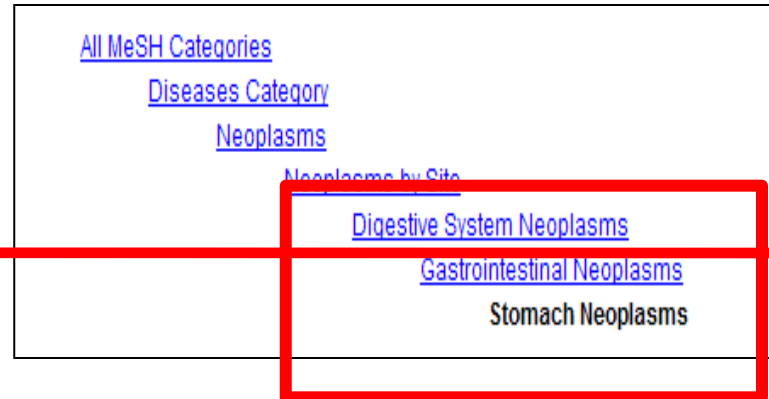 All MeSH Categories
Diseases Category
Neoplasms
Neoplasms by Site
Digestive System Neoplasms
Gastrointestinal Neoplasms
Stomach Neoplasms